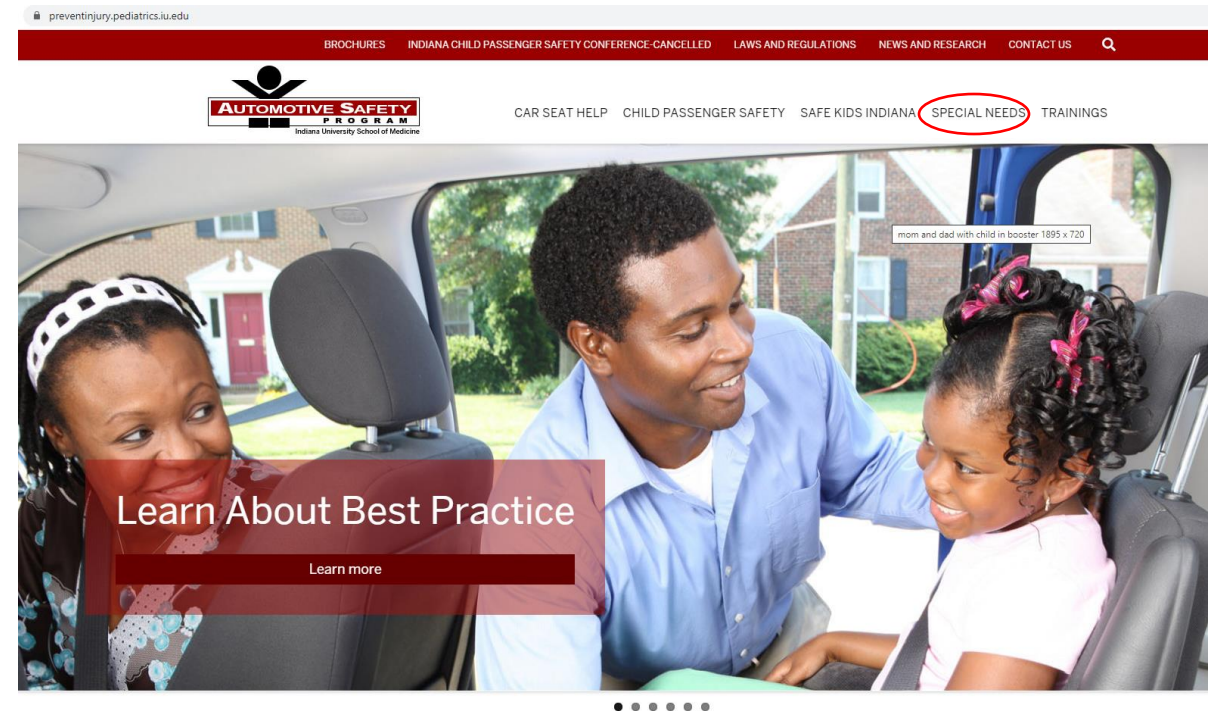 preventinjury.pediatrics.iu.edu
BROCHURES INDIANA CHILD PASSENGER SAFETY CONFERENCE-CANCELLED LAWS AND REGULATIONS NEWS AND RESEARCH CONTACT US
AUTOMOTIVE SAFETY
PROGRAM
Indiana University School of Medicine
CAR SEAT HELP CHILD PASSENGER SAFETY SAFE KIDS INDIANA SPECIAL NEEDS TRAININGS
mom and dad with child in booster 1895 x 720
Learn About Best Practice
Learn more